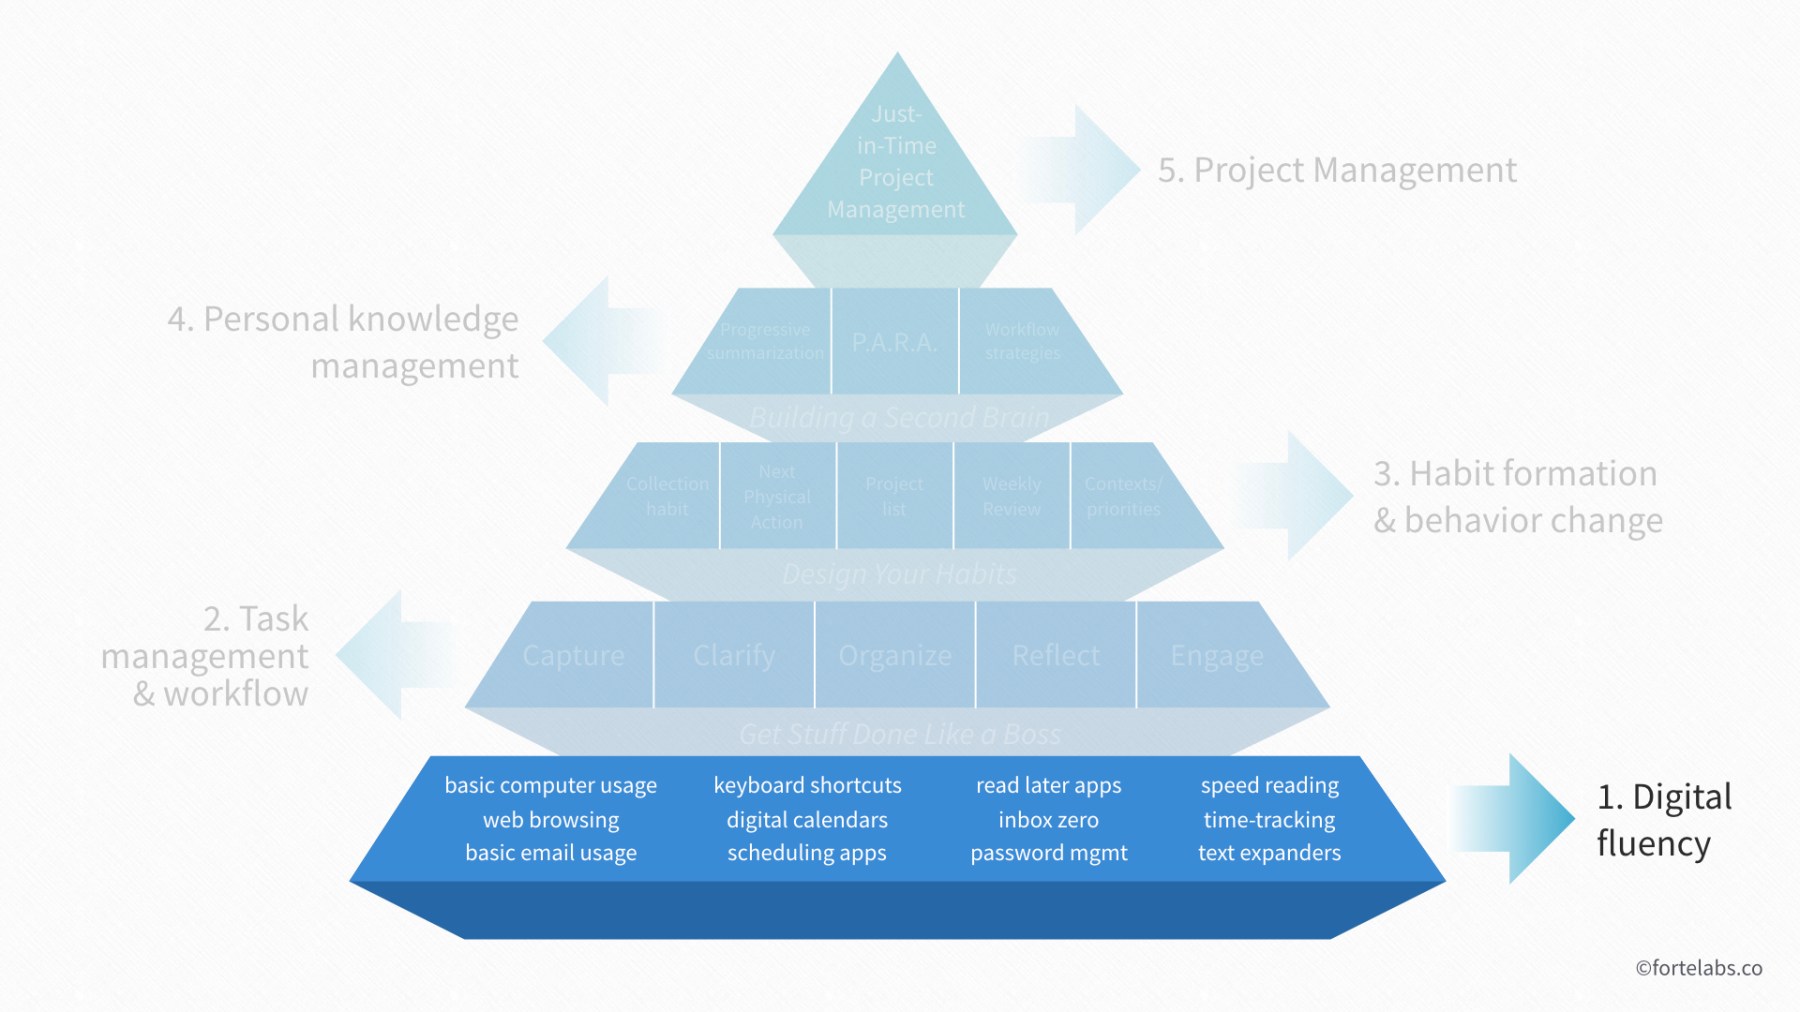 Just-
in-Time
Project
Management
5. Project Management
4. Personal knowledge
management
Progressive
summarization
P.A.R.A.
Workflow
strategies
Building a Second Brain
Collection
habit
Next
Physical
Action
Project
list
Weekly
Review
Contexts/
priorities
3. Habit formation
& behavior change
Design Your Habits
2. Task
management
& workflow
Capture
Clarify
Organize
Reflect
Engage
Get Stuff Done Like a Boss
basic computer usage
web browsing
basic email usage
keyboard shortcuts
digital calendars
scheduling apps
read later apps
inbox zero
password mgmt
speed reading
time-tracking
text expanders
1. Digital
fluency
©fortelabs.co